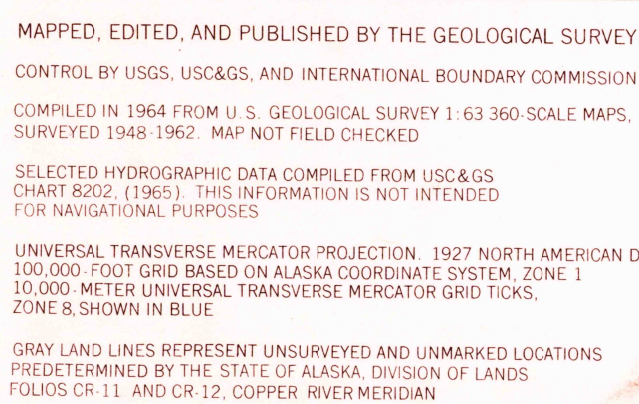 MAPPED, EDITED, AND PUBLISHED BY THE GEOLOGICAL SURVEY
CONTROL BY USGS, USC&GS, AND INTERNATIONAL BOUNDARY COMMISSION
COMPILED IN 1964 FROM U.S. GEOLOGICAL SURVEY 1:63 360-SCALE MAPS,
SURVEYED 1948-1962. MAP NOT FIELD CHECKED
SELECTED HYDROGRAPHIC DATA COMPILED FROM USC&GS
CHART 8202, (1965). THIS INFORMATION IS NOT INTENDED
FOR NAVIGATIONAL PURPOSES
UNIVERSAL TRANSVERSE MERCATOR PROJECTION. 1927 NORTH AMERICAN D
100,000-FOOT GRID BASED ON ALASKA COORDINATE SYSTEM, ZONE 1
10,000-METER UNIVERSAL TRANSVERSE MERCATOR GRID TICKS,
ZONE 8, SHOWN IN BLUE
GRAY LAND LINES REPRESENT UNSURVEYED AND UNMARKED LOCATIONS
PREDETERMINED BY THE STATE OF ALASKA, DIVISION OF LANDS
FOLIOS CR-11 AND CR-12, COPPER RIVER MERIDIAN